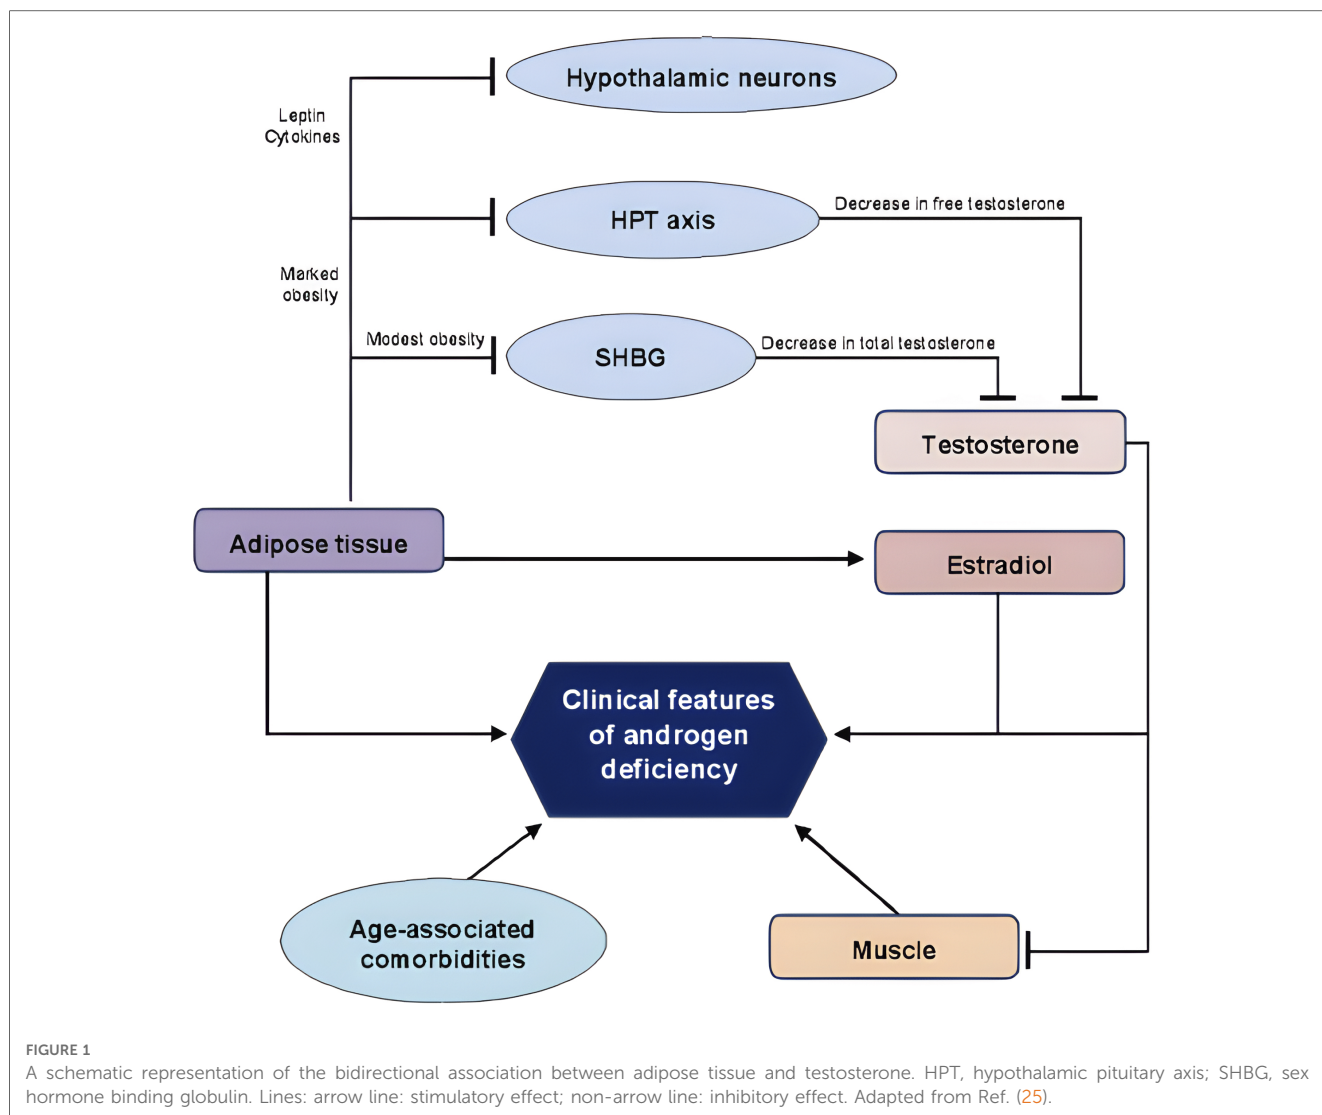 Hypothalamic neurons
Leptin
Cytokines
HPT axis
Decrease in free testosterone
Marked
obesity
Modest obesity
SHBG
Decrease in total testosterone
Testosterone
Adipose tissue
Estradiol
Clinical features
of androgen
deficiency
Age-associated
comorbidities
Muscle
FIGURE 1
A schematic representation of the bidirectional association between adipose tissue and testosterone. HPT, hypothalamic pituitary axis; SHBG, sex
hormone binding globulin. Lines: arrow line: stimulatory effect; non-arrow line: inhibitory effect. Adapted from Ref. (25).